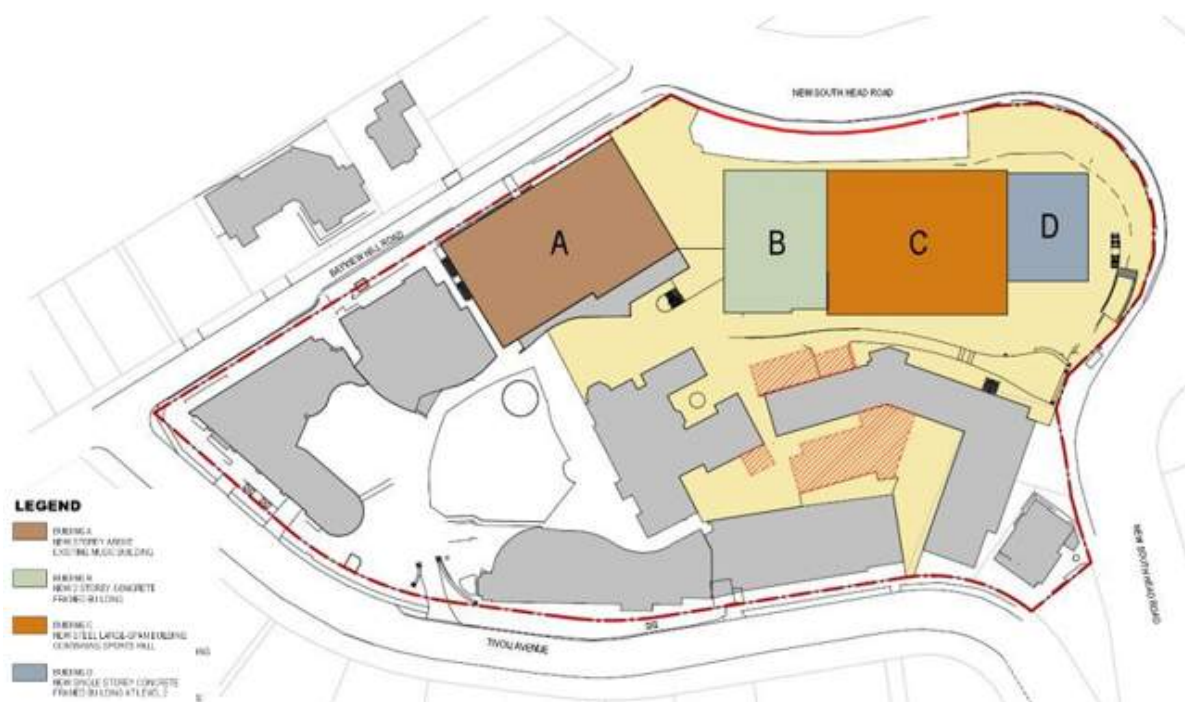 NEW SOUTH HEAD ROAD
BAYVIEW HILL ROAD
A
B
C
D
NEW SOUTH HEAD ROAD
TIVOLI AVENUE
LEGEND
BUILDING A
NEW STOREY ABOVE
EXISTING MUSIC BUILDING
BUILDING B
NEW 2 STOREY CONCRETE
FRAMED BUILDING
BUILDING C
NEW STEEL LARGE-SPAN BUILDING
CONTAINING SPORTS HALL
BUILDING D
NEW SINGLE STOREY CONCRETE
FRAMED BUILDING AT LEVEL 2